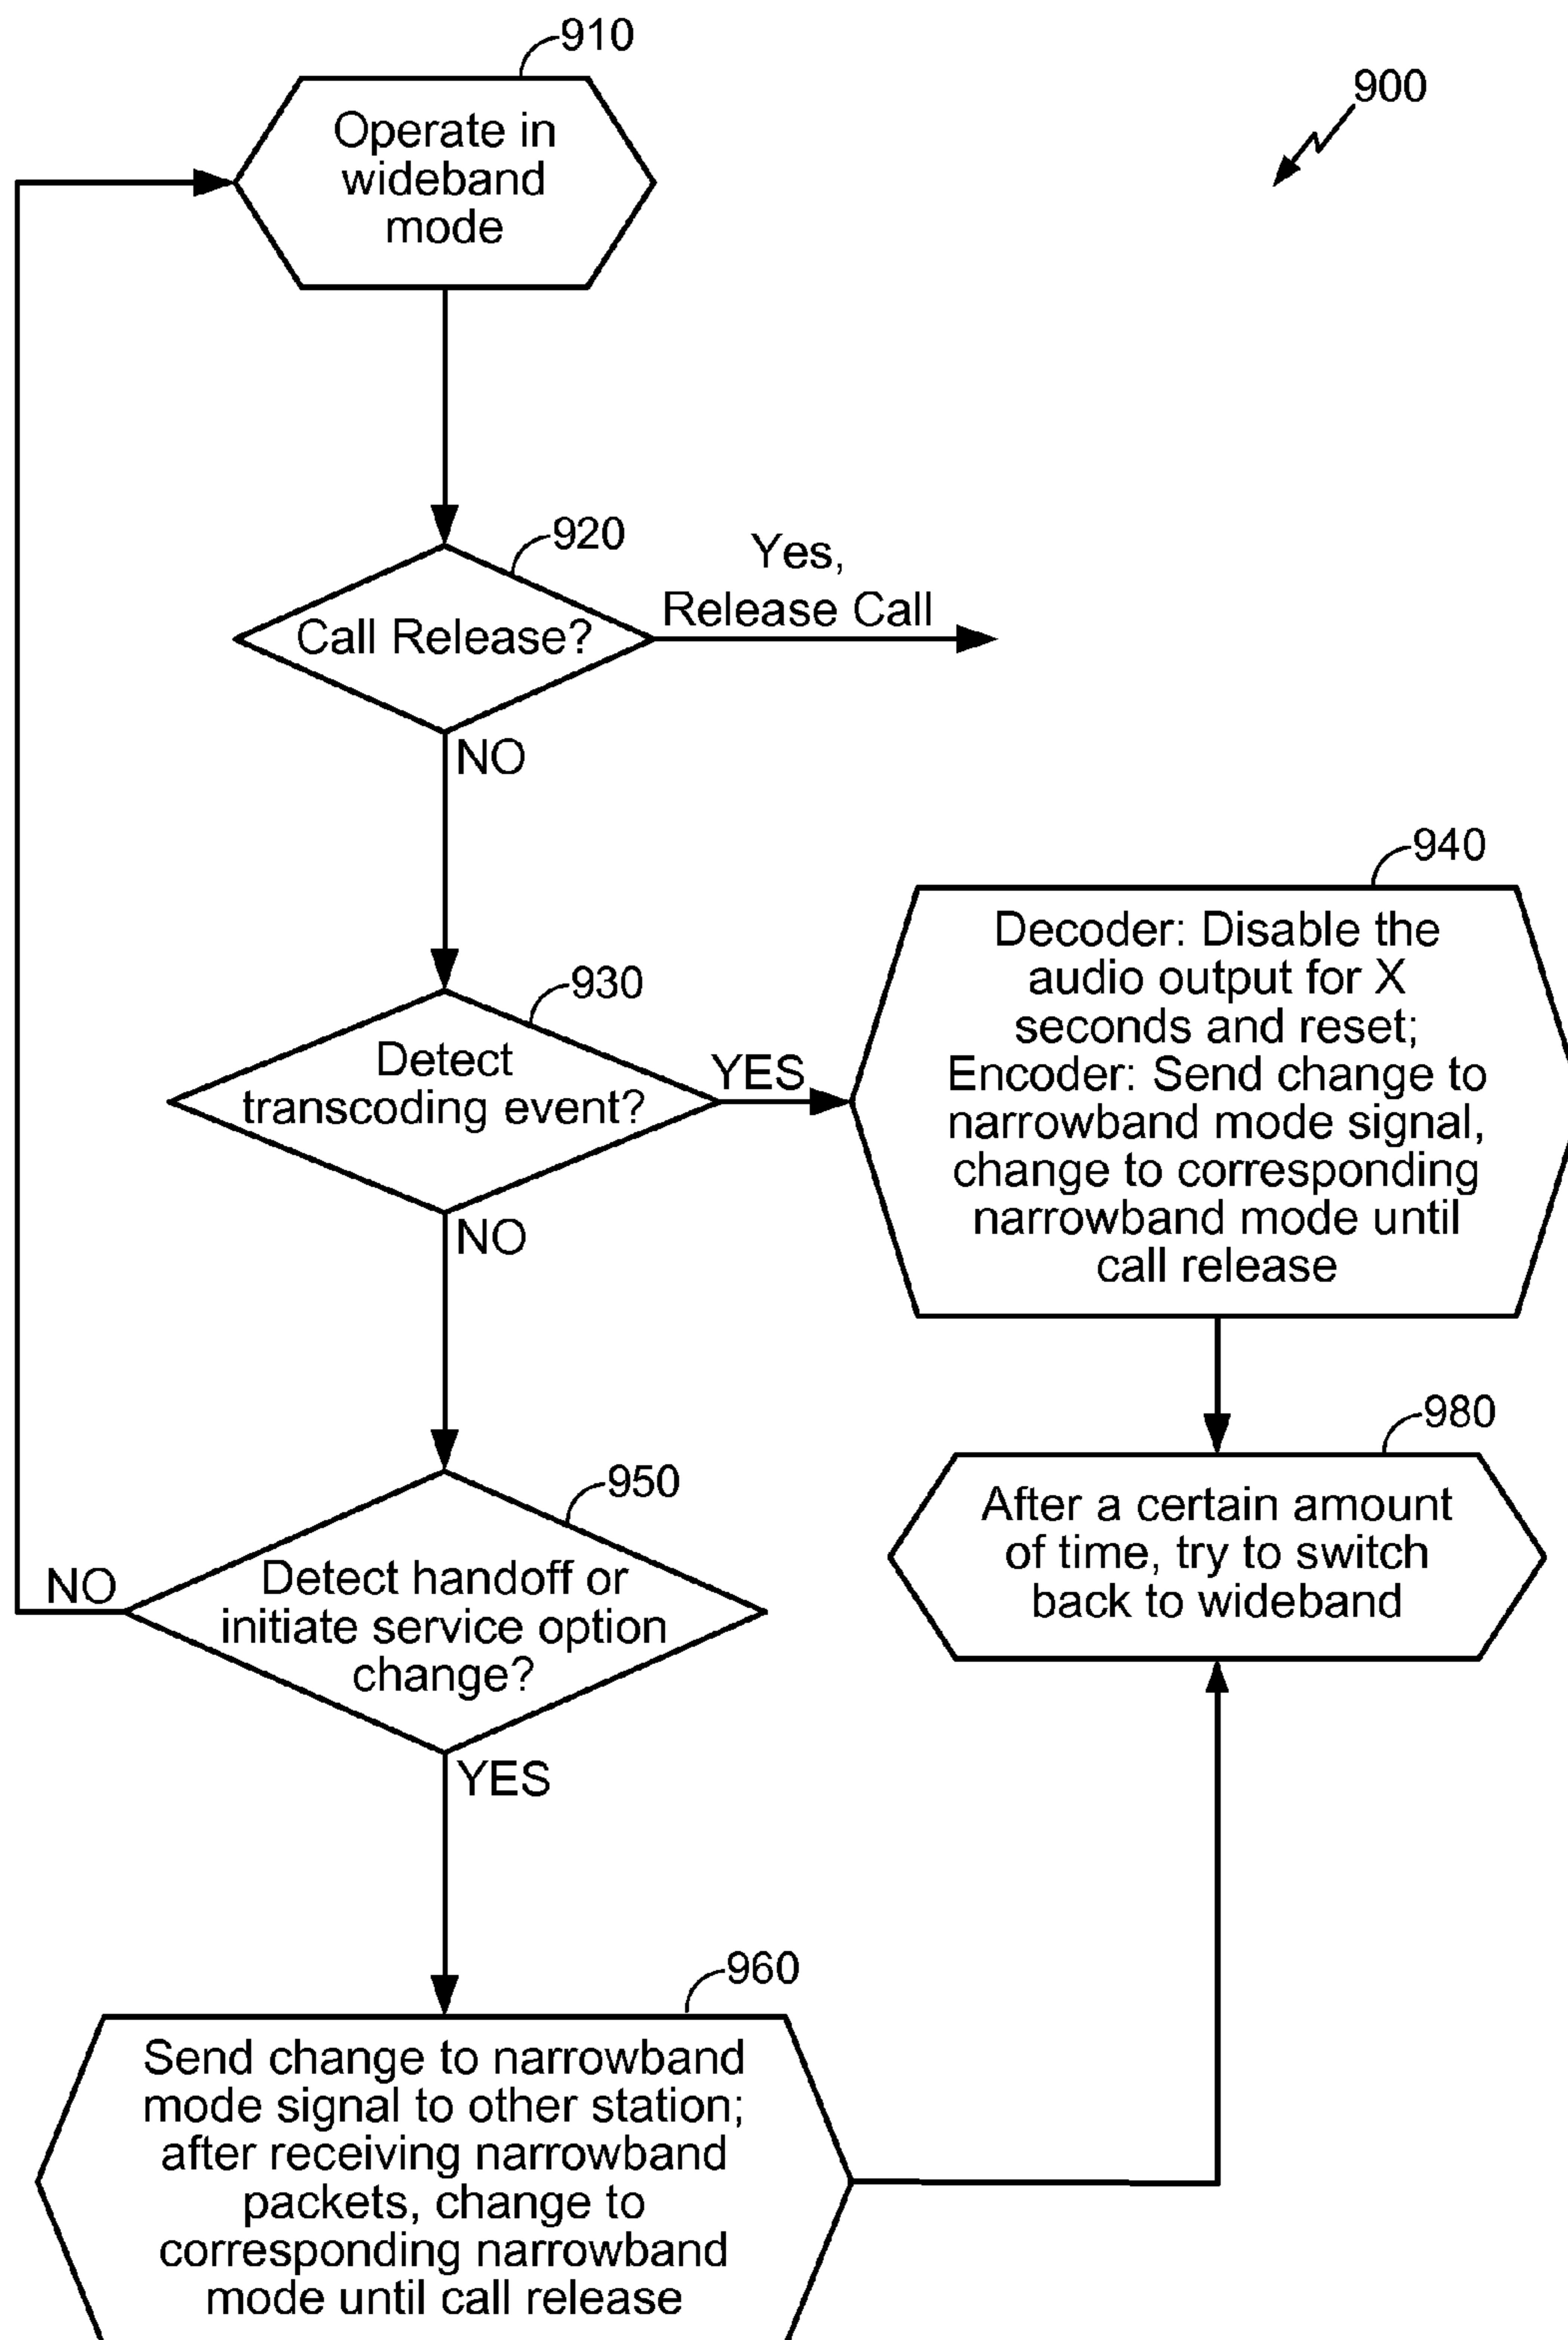 910
Operate in
wideband
mode
900
920
Call Release?
Yes,
Release Call
NO
930
Detect
transcoding event?
YES
NO
940
Decoder: Disable the
audio output for X
seconds and reset;
Encoder: Send change to
narrowband mode signal,
change to corresponding
narrowband mode until
call release
950
Detect handoff or
initiate service option
change?
NO
YES
980
After a certain amount
of time, try to switch
back to wideband
960
Send change to narrowband
mode signal to other station;
after receiving narrowband
packets, change to
corresponding narrowband
mode until call release